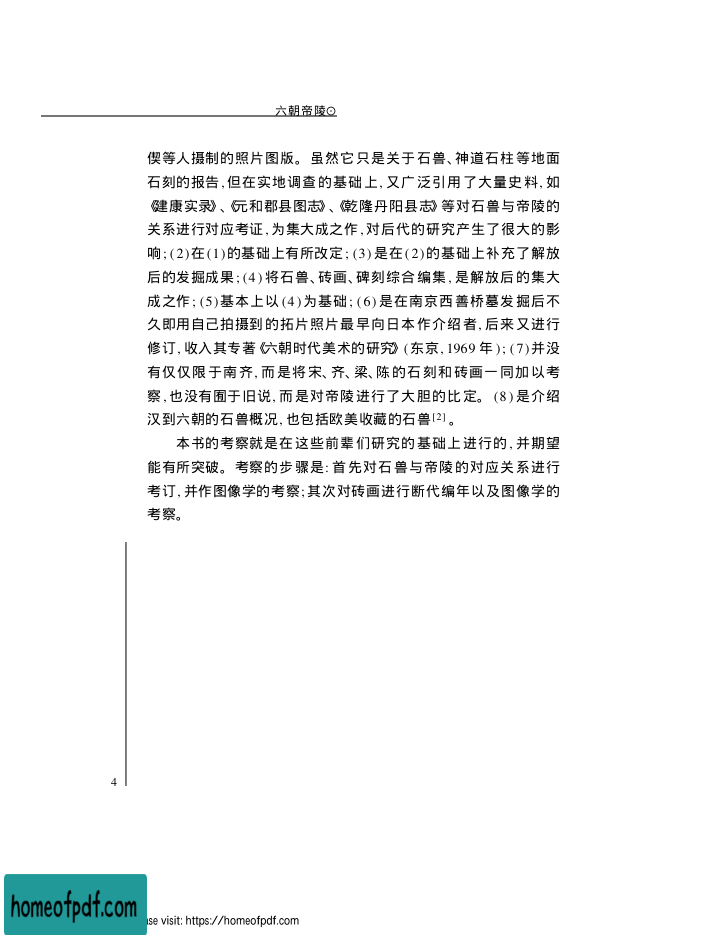 六朝帝陵⊙
偰等人摄制的照片图版。虽然它只是关于石兽、神道石柱等地面
石刻的报告,但在实地调查的基础上,又广泛引用了大量史料,如
《建康实录》、《元和郡县图志》、《乾隆丹阳县志》等对石兽与帝陵的
关系进行对应考证,为集大成之作,对后代的研究产生了很大的影
响;(2)在(1)的基础上有所改定;(3)是在(2)的基础上补充了解放
后的发掘成果;(4)将石兽、砖画、碑刻综合编集,是解放后的集大
成之作;(5)基本上以(4)为基础;(6)是在南京西善桥墓发掘后不
久即用自己拍摄到的拓片照片最早向日本作介绍者,后来又进行
修订,收入其专著《六朝时代美术的研究》(东京,1969年);(7)并没
有仅仅限于南齐,而是将宋、齐、梁、陈的石刻和砖画一同加以考
察,也没有囿于旧说,而是对帝陵进行了大胆的比定。(8)是介绍
汉到六朝的石兽概况,也包括欧美收藏的石兽[2]。
本书的考察就是在这些前辈们研究的基础上进行的,并期望
能有所突破。考察的步骤是:首先对石兽与帝陵的对应关系进行
考订,并作图像学的考察;其次对砖画进行断代编年以及图像学的
考察。
4
homeofpdf.com
se visit: https://homeofpdf.com